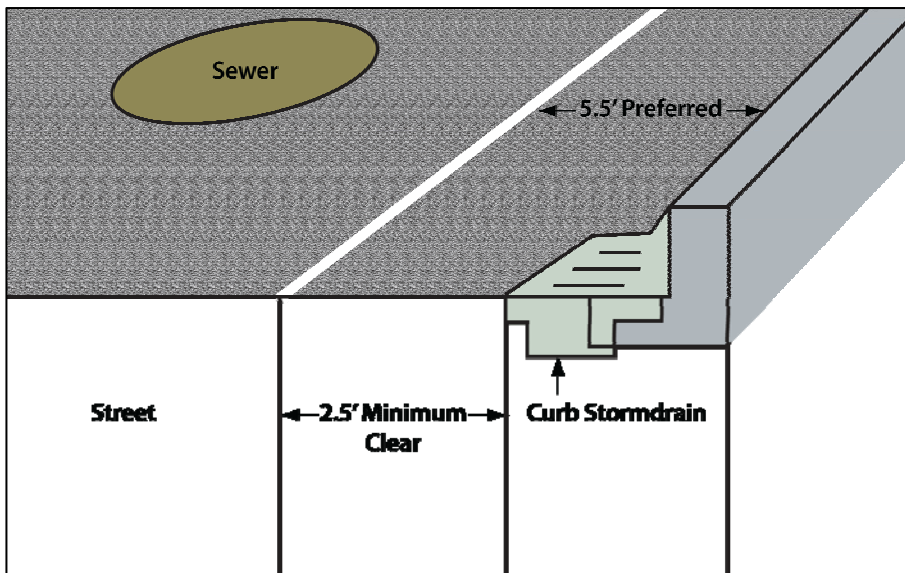 Sewer
5.5′ Preferred
Street
2.5′ Minimum
Clear
Curb Stormdrain